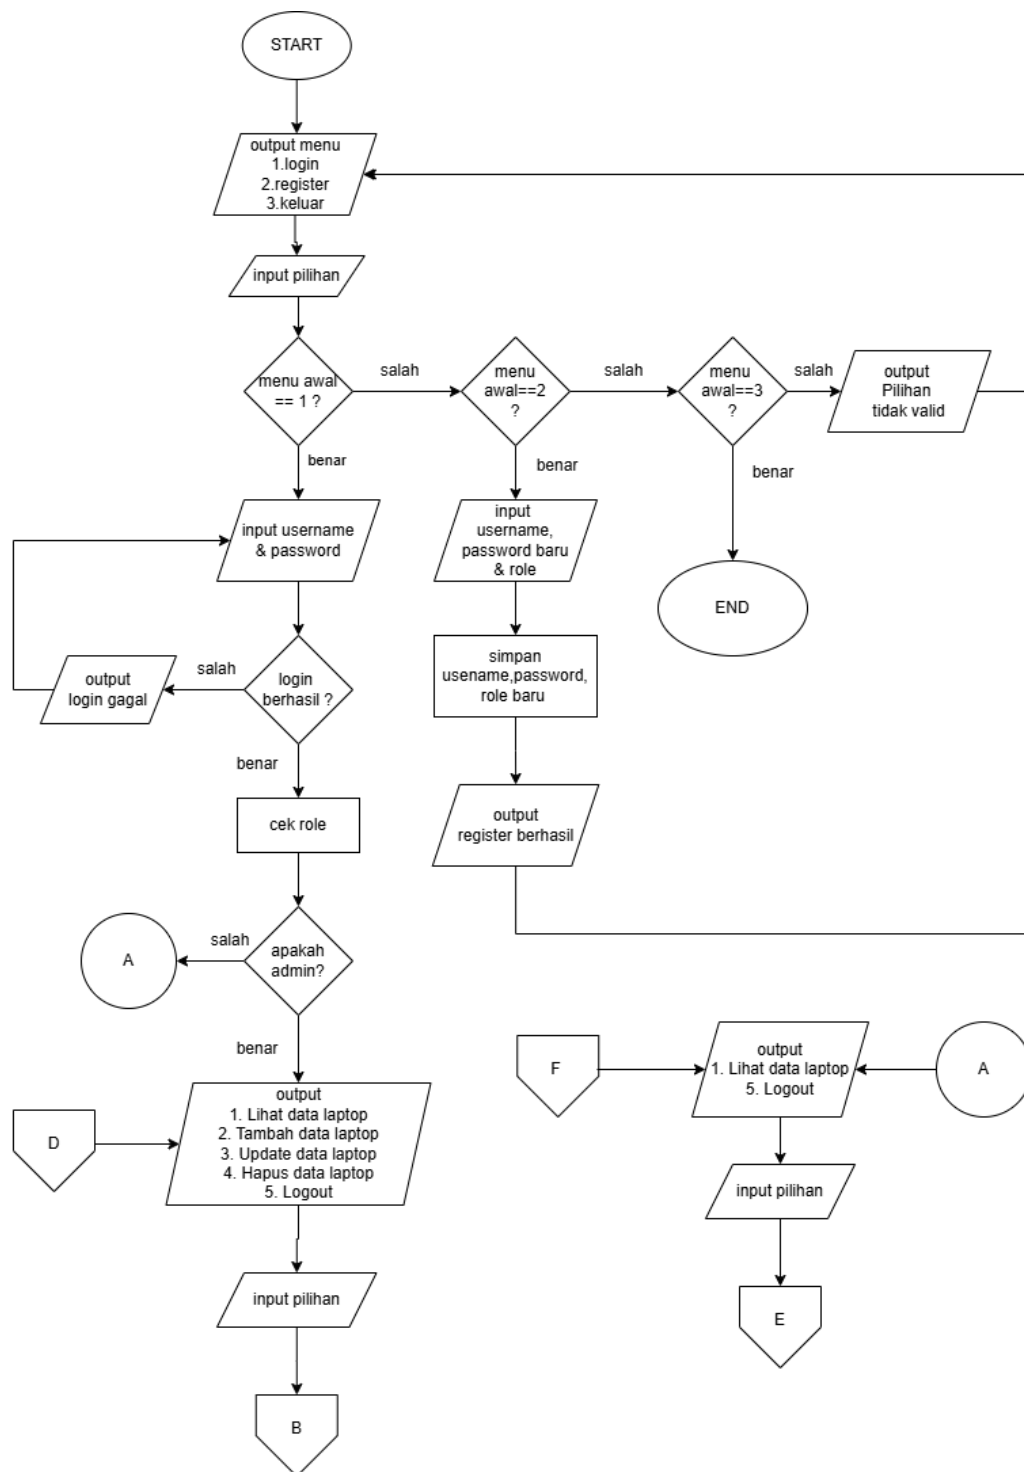 START
output menu
1.login
2.register
3.keluar
input pilihan
menu awal
== 1 ?
salah
menu
awal==2
?
salah
menu
awal==3
?
salah
output
Pilihan
tidak valid
benar
benar
benar
input username
& password
input
username,
password baru
& role
END
output
login gagal
salah
login
berhasil ?
simpan
usename,password,
role baru
benar
cek role
output
register berhasil
A
salah
apakah
admin?
benar
F
output
1. Lihat data laptop
5. Logout
A
D
output
1. Lihat data laptop
2. Tambah data laptop
3. Update data laptop
4. Hapus data laptop
5. Logout
input pilihan
input pilihan
E
B